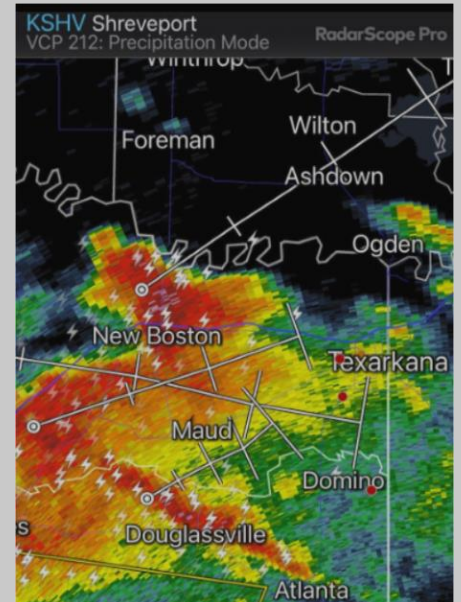 KSHV Shreveport
VCP 212: Precipitation Mode
RadarScope Pro
Winthrop
T
Foreman
Wilton
Ashdown
Ogden
New Boston
Texarkana
Maud
Domino
s
Douglassville
Atlanta